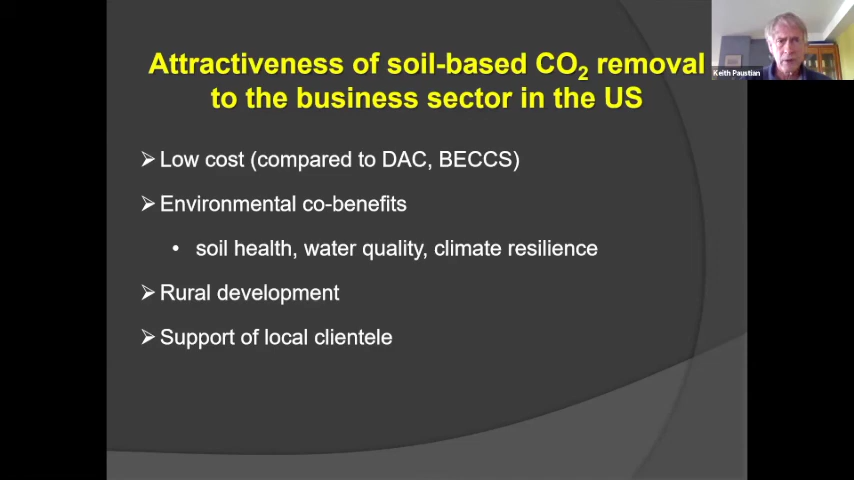 Attractiveness of soil-based CO₂ removal
to the business sector in the US
Keith Paustian
➢Low cost (compared to DAC, BECCS)
➢Environmental co-benefits
• soil health, water quality, climate resilience
➢Rural development
➢Support of local clientele